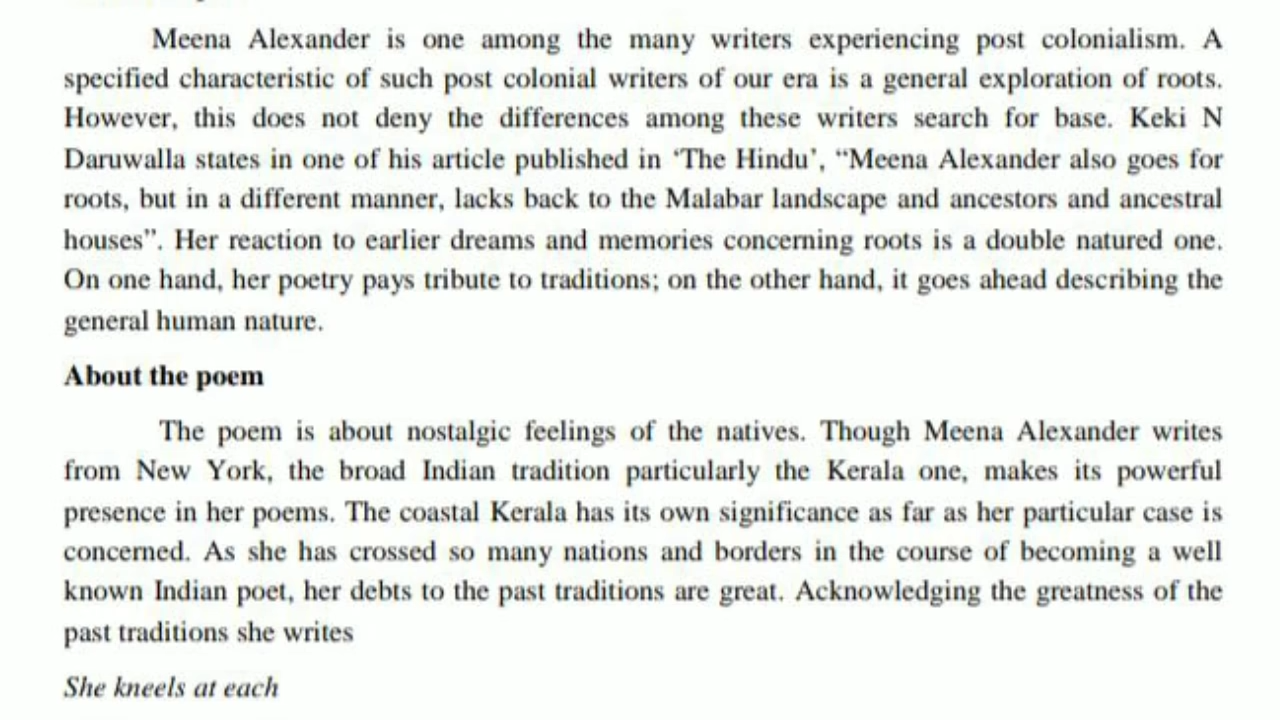 Meena Alexander is one among the many writers experiencing post colonialism. A
specified characteristic of such post colonial writers of our era is a general exploration of roots.
However, this does not deny the differences among these writers search for base. Keki N
Daruwalla states in one of his article published in ‘The Hindu’, “Meena Alexander also goes for
roots, but in a different manner, lacks back to the Malabar landscape and ancestors and ancestral
houses”. Her reaction to earlier dreams and memories concerning roots is a double natured one.
On one hand, her poetry pays tribute to traditions; on the other hand, it goes ahead describing the
general human nature.
About the poem
The poem is about nostalgic feelings of the natives. Though Meena Alexander writes
from New York, the broad Indian tradition particularly the Kerala one, makes its powerful
presence in her poems. The coastal Kerala has its own significance as far as her particular case is
concerned. As she has crossed so many nations and borders in the course of becoming a well
known Indian poet, her debts to the past traditions are great. Acknowledging the greatness of the
past traditions she writes
She kneels at each